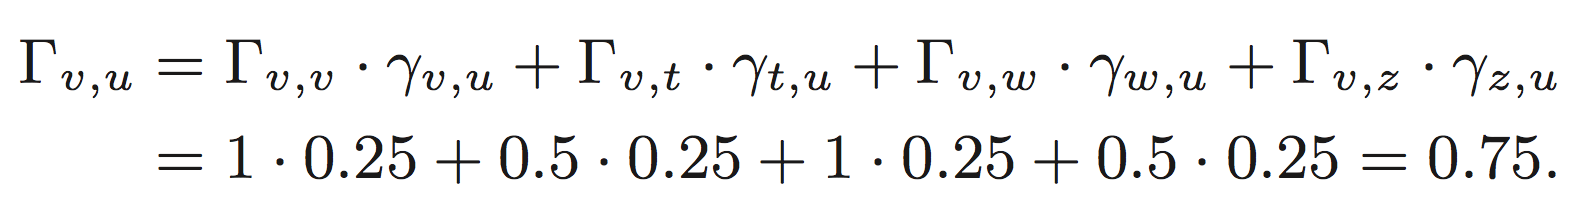 Γ_{v,u} = Γ_{v,v} · γ_{v,u} + Γ_{v,t} · γ_{t,u} + Γ_{v,w} · γ_{w,u} + Γ_{v,z} · γ_{z,u}
= 1 · 0.25 + 0.5 · 0.25 + 1 · 0.25 + 0.5 · 0.25 = 0.75.